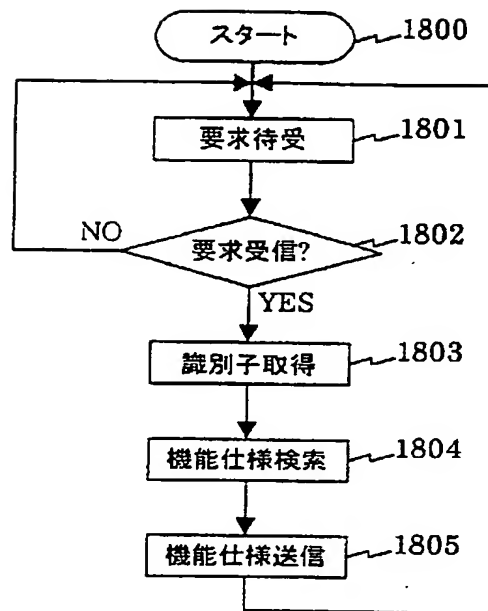 スタート
1800
要求待受
1801
要求受信?
1802
NO
YES
識別子取得
1803
機能仕様検索
1804
機能仕様送信
1805